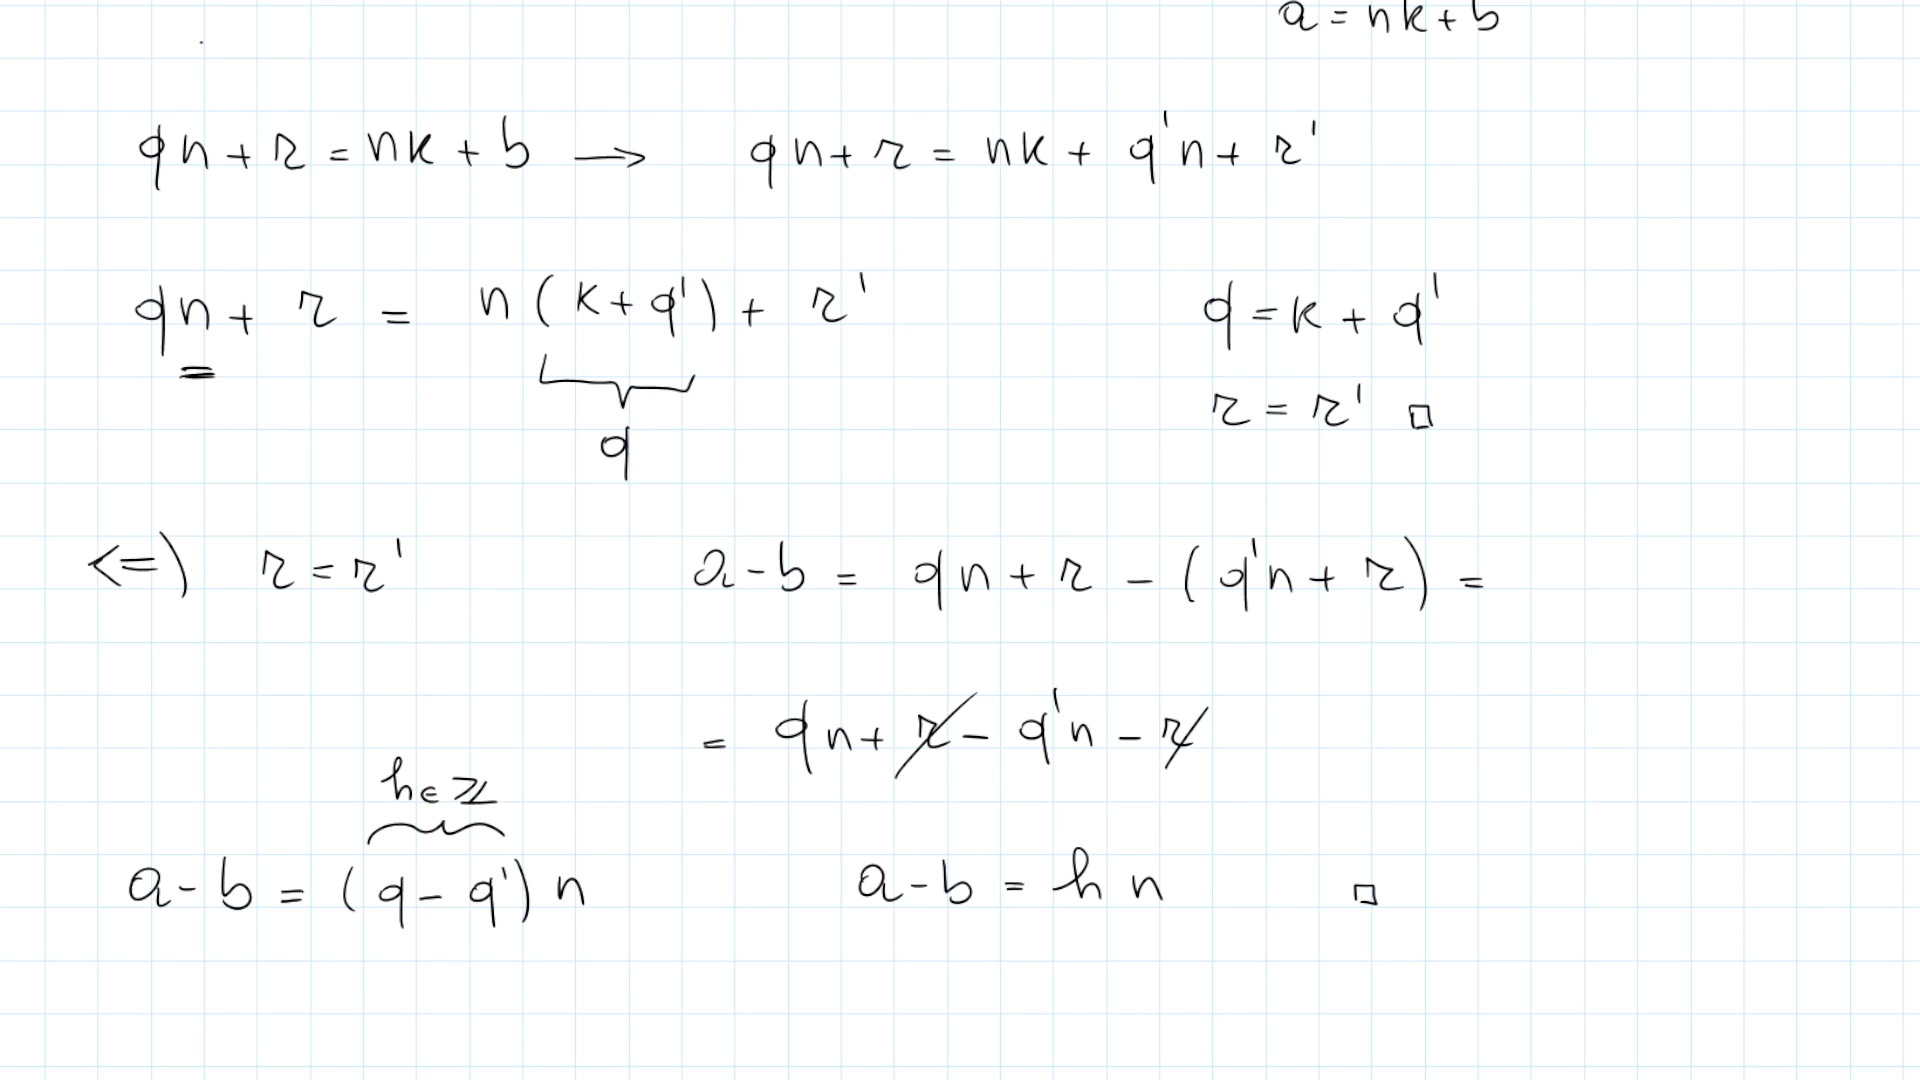 a = nk + b
qn + r = nk + b → qn + r = nk + q'n + r'
qn + r = n(k + q') + r' q = k + q'
q
r = r' □
<=) r = r' a - b = qn + r - (q'n + r) =
= qn + r - q'n - r
h ∈ ℤ
a - b = (q - q')n a - b = hn □